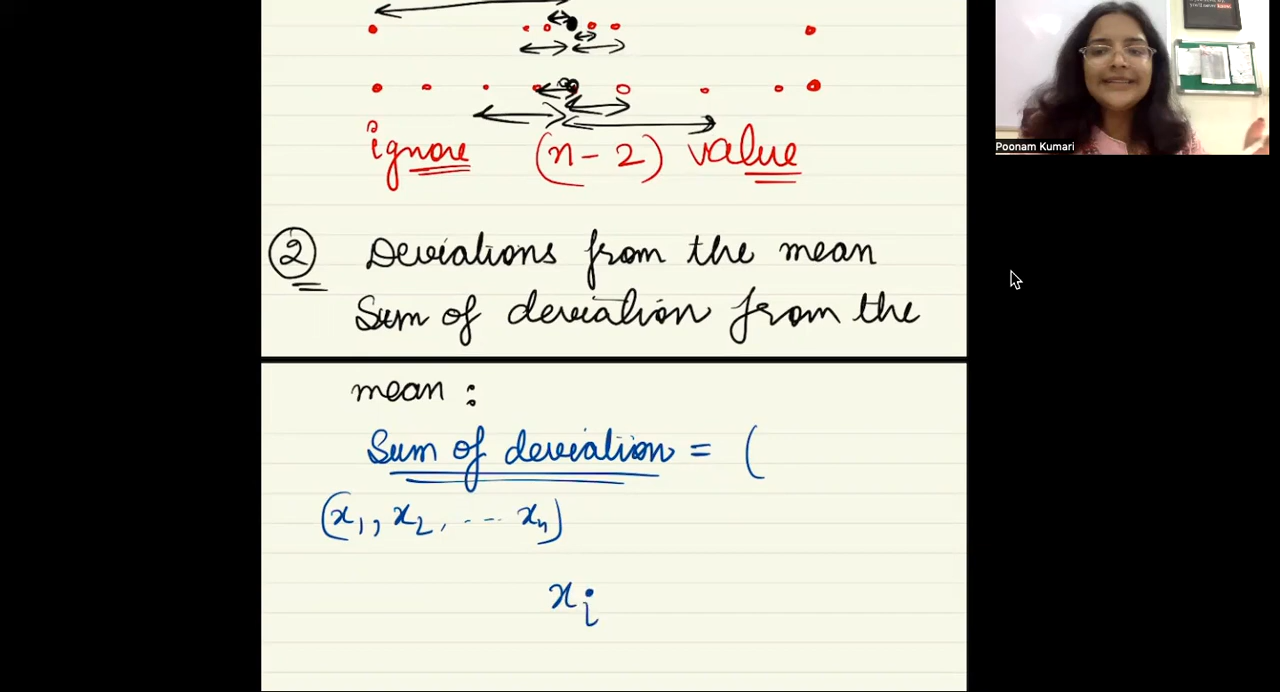 Poonam Kumari
ignore (n - 2) value
② Deviations from the mean
Sum of deviation from the
mean :
Sum of deviation = (
(x₁, x₂, ---- xₙ)
xᵢ